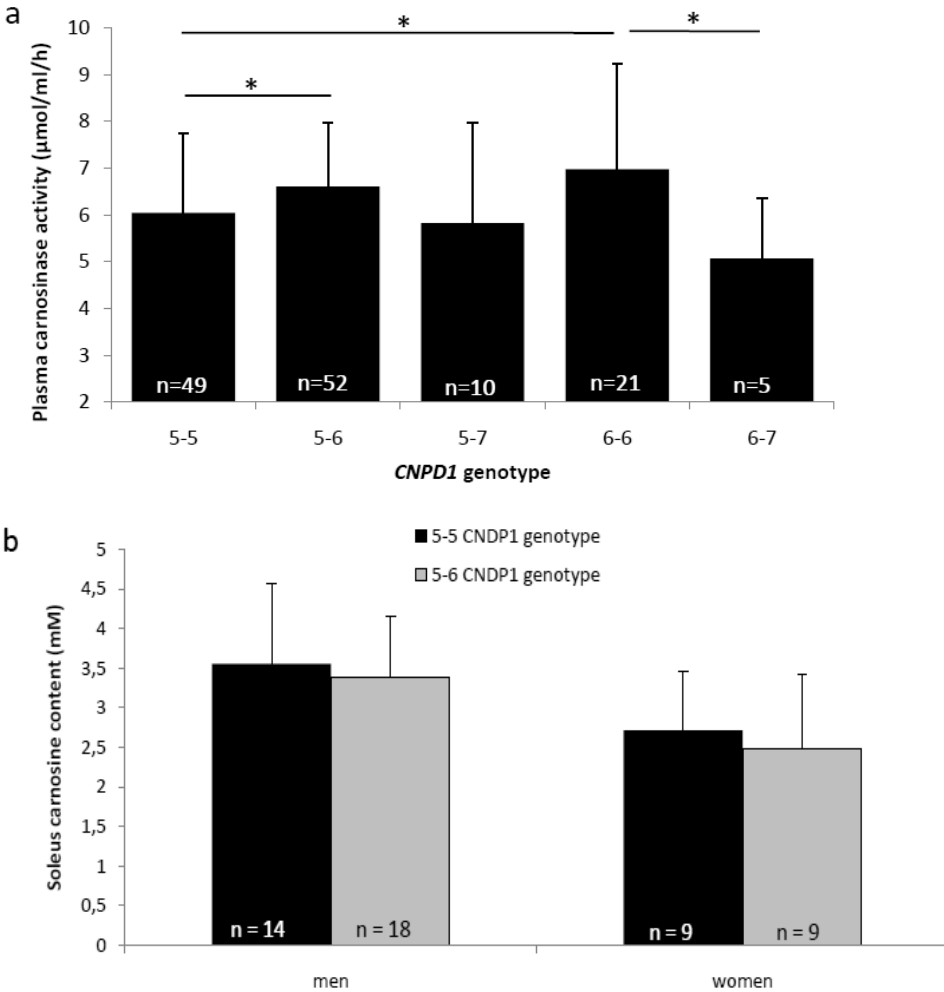 a
Plasma carnosinase activity (µmol/ml/h)
10
9
8
7
6
5
4
3
2
*
*
*
n=49
n=52
n=10
n=21
n=5
5-5
5-6
5-7
6-6
6-7
CNPD1 genotype
b
5-5 CNDP1 genotype
5-6 CNDP1 genotype
Soleus carnosine content (mM)
5
4,5
4
3,5
3
2,5
2
1,5
1
0,5
0
n = 14
n = 18
n = 9
n = 9
men
women